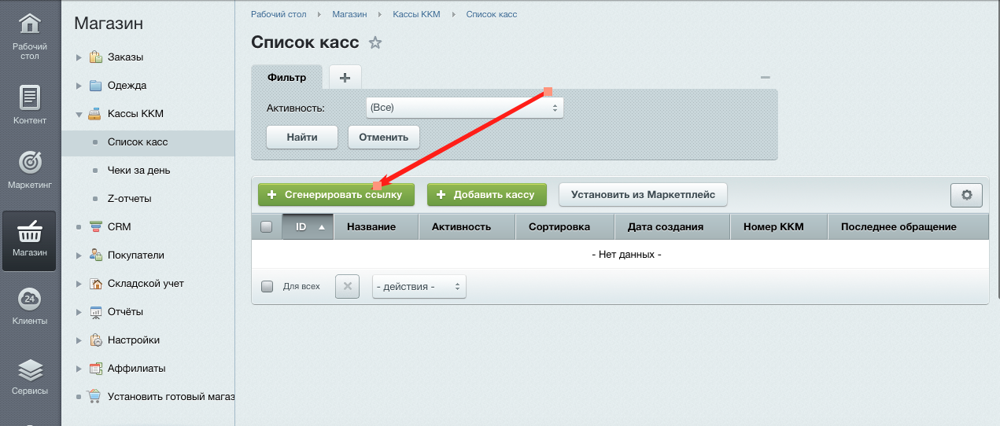 Рабочий
стол
Контент
Маркетинг
Магазин
24
Клиенты
Сервисы
Магазин
Заказы
Одежда
Кассы ККМ
Список касс
Чеки за день
Z-отчеты
CRM
Покупатели
Складской учет
Отчёты
Настройки
Аффилиаты
Установить готовый магаз
Рабочий стол Магазин Кассы ККМ Список касс
Список касс
Фильтр
Активность: (Все)
Найти Отменить
Сгенерировать ссылку Добавить кассу Установить из Маркетплейс
ID Название Активность Сортировка Дата создания Номер ККМ Последнее обращение
- Нет данных -
Для всех - действия -